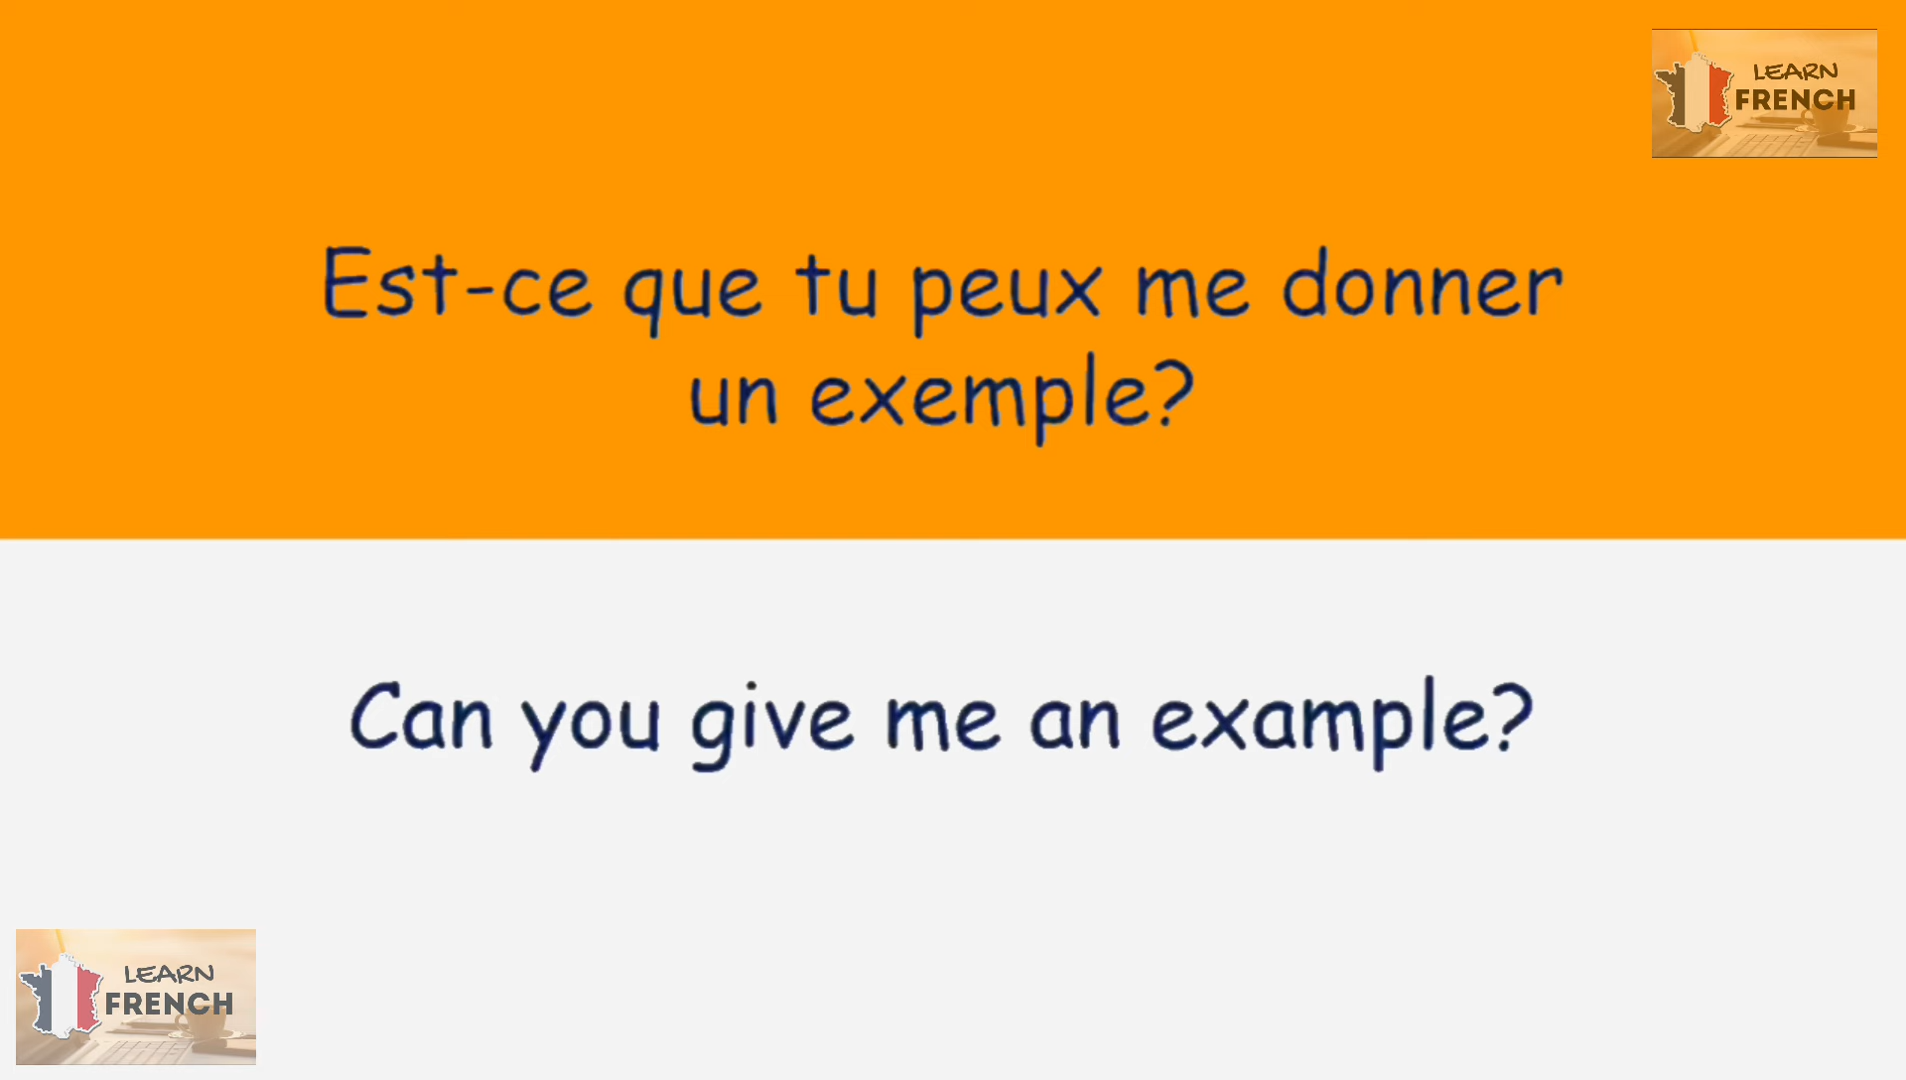 LEARN
FRENCH
Est-ce que tu peux me donner
un exemple?
Can you give me an example?
LEARN
FRENCH